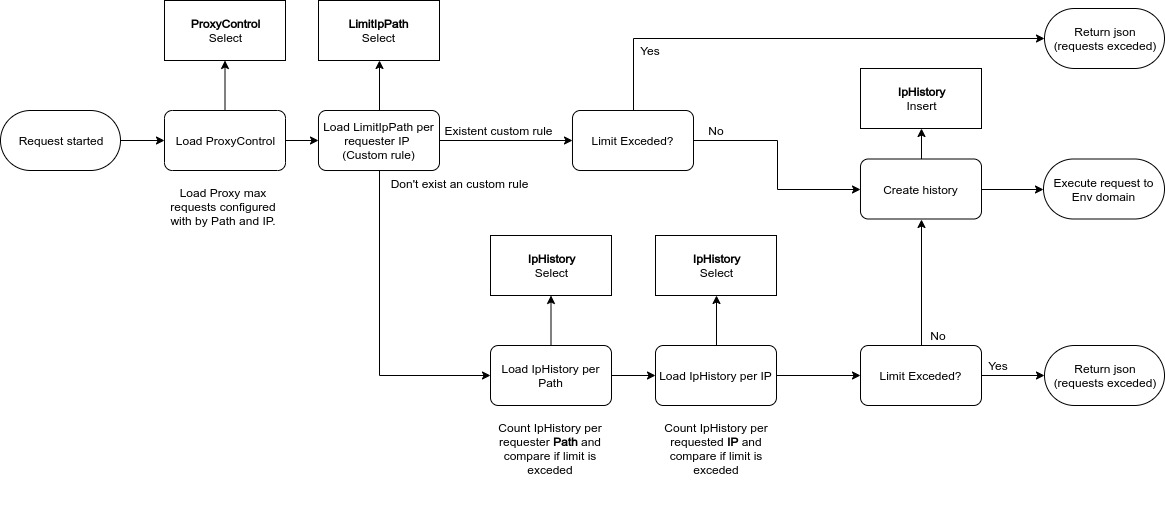 ProxyControl
Select
LimitIpPath
Select
Return json
(requests exceded)
Yes
IpHistory
Insert
Request started
Load ProxyControl
Load LimitIpPath per
requester IP
(Custom rule)
Existent custom rule
Limit Exceded?
No
Don't exist an custom rule
Load Proxy max
requests configured
with by Path and IP.
Create history
Execute request to
Env domain
IpHistory
Select
IpHistory
Select
Load IpHistory per
Path
Load IpHistory per IP
Limit Exceded?
No
Yes
Return json
(requests exceded)
Count IpHistory per
requester Path and
compare if limit is
exceded
Count IpHistory per
requested IP and
compare if limit is
exceded